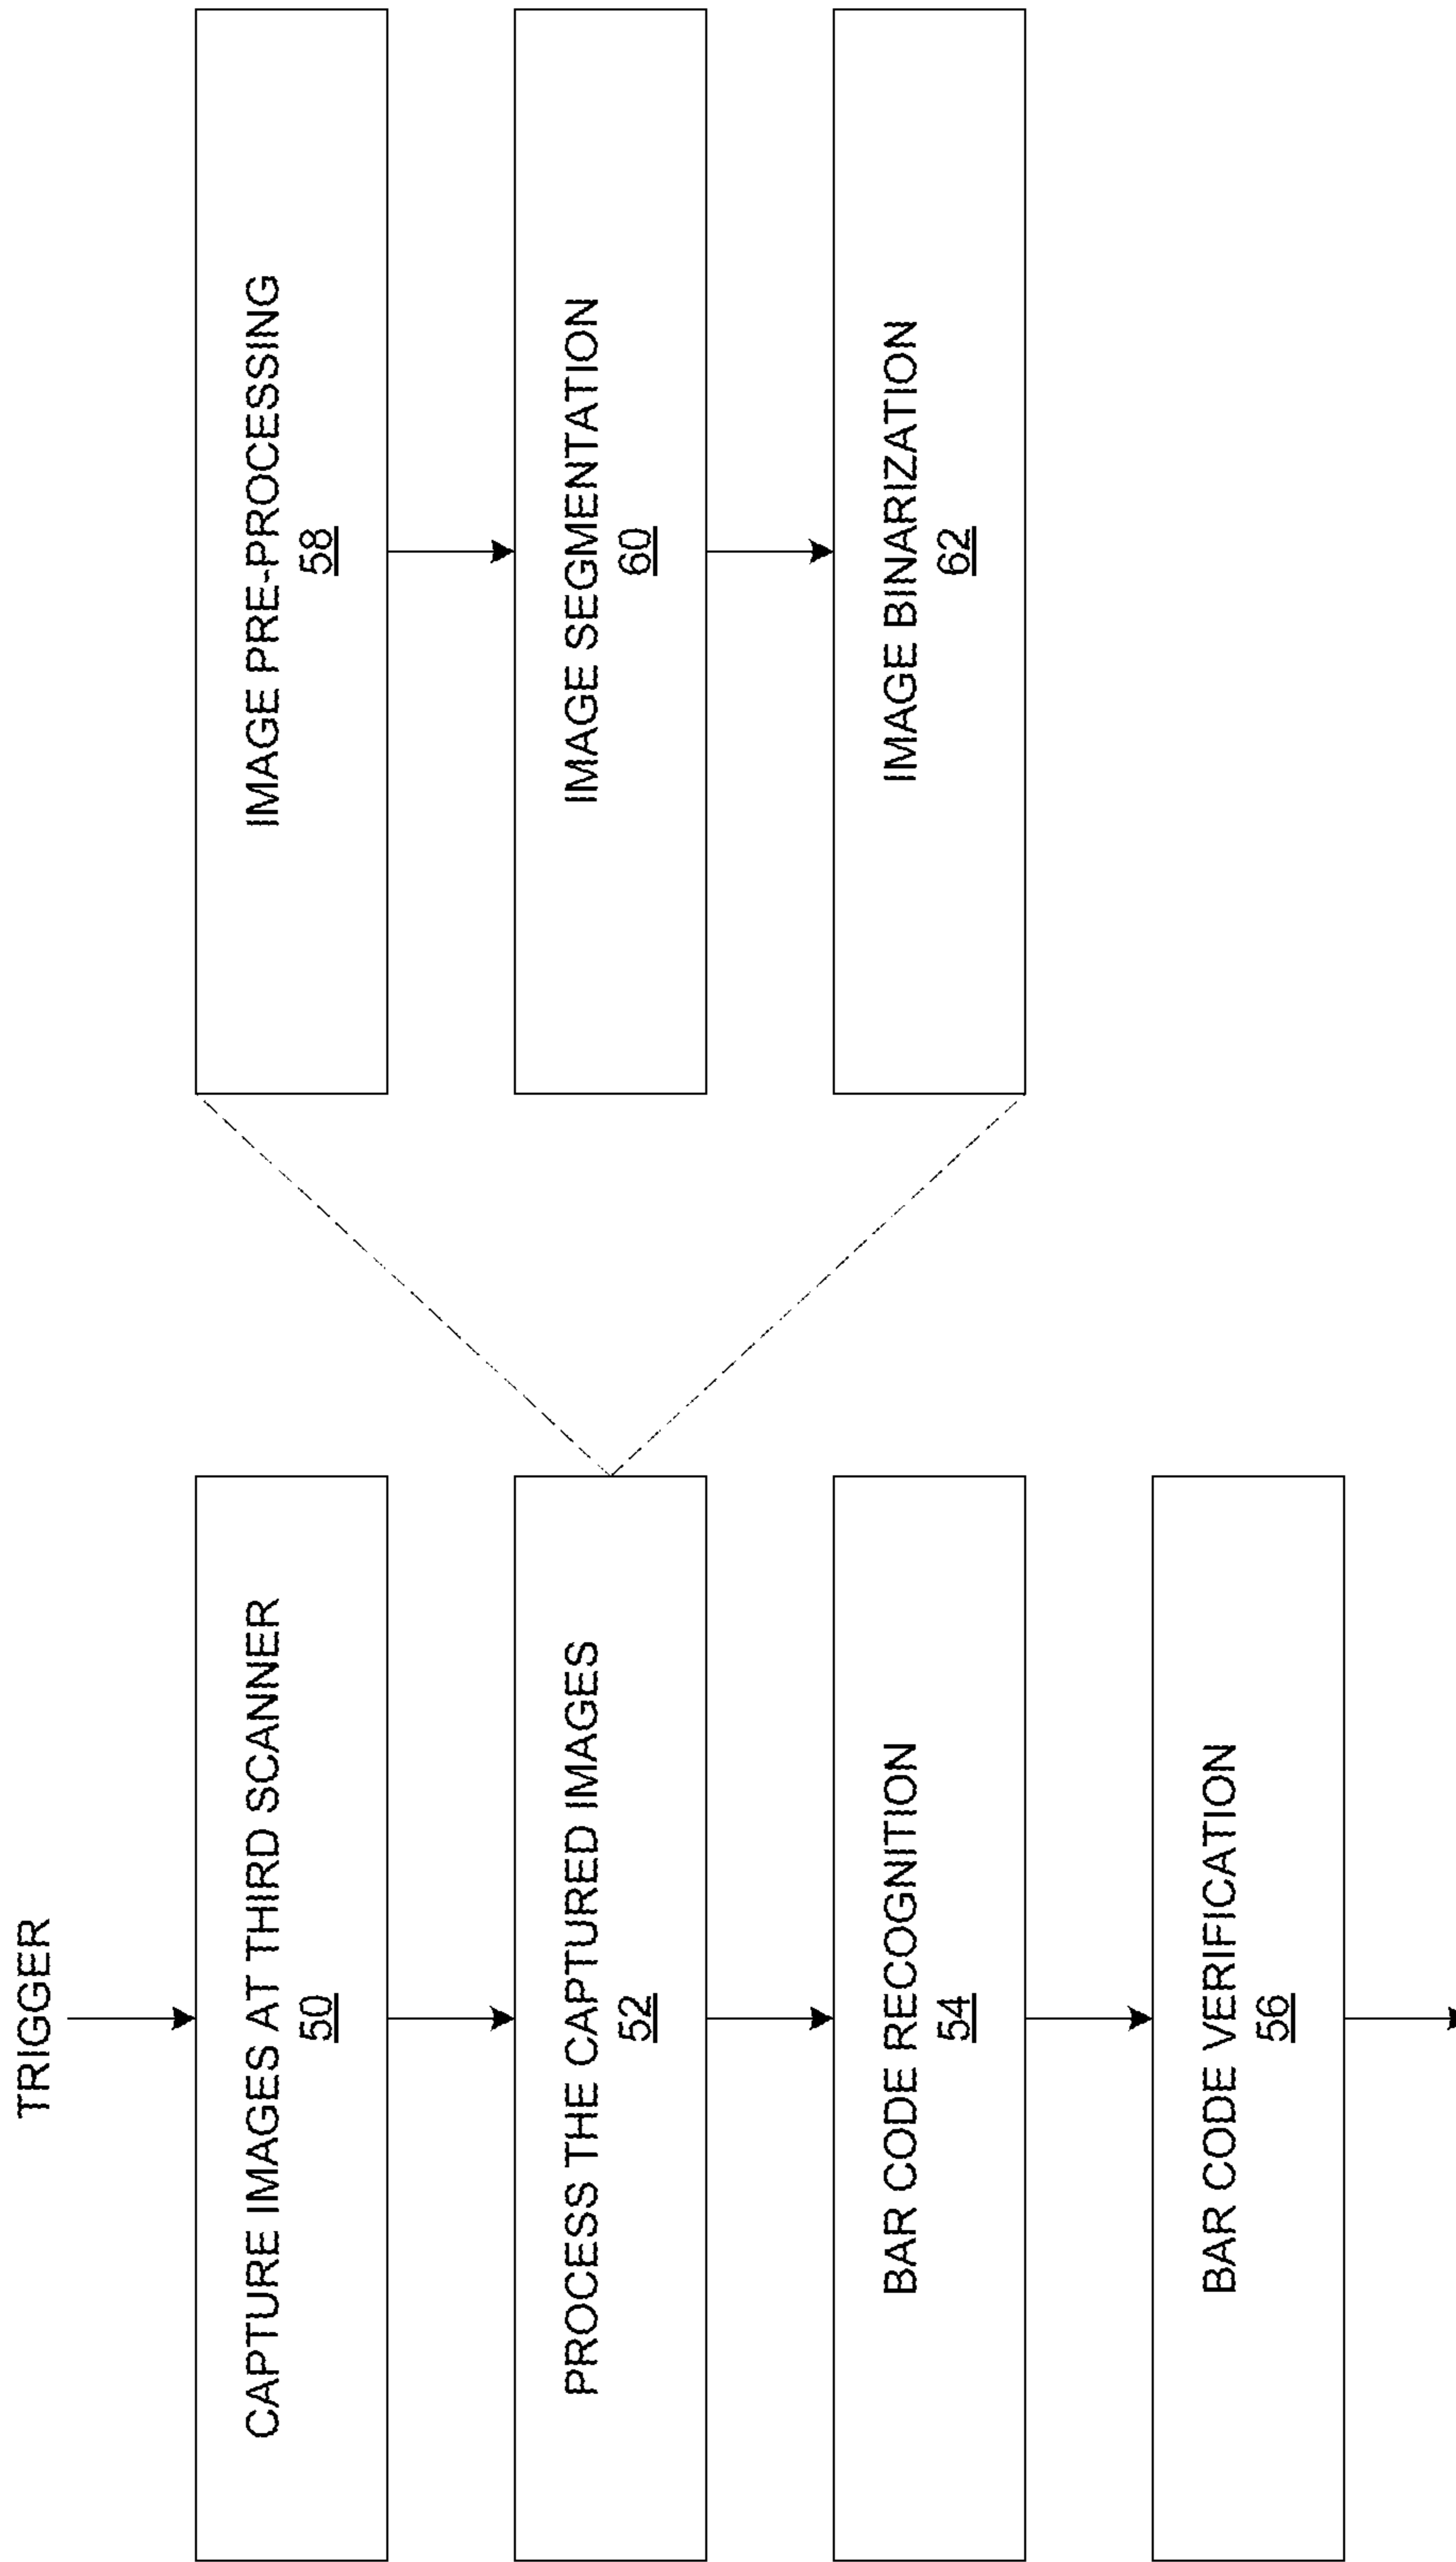 TRIGGER
CAPTURE IMAGES AT THIRD SCANNER
50
PROCESS THE CAPTURED IMAGES
52
BAR CODE RECOGNITION
54
BAR CODE VERIFICATION
56
IMAGE PRE-PROCESSING
58
IMAGE SEGMENTATION
60
IMAGE BINARIZATION
62